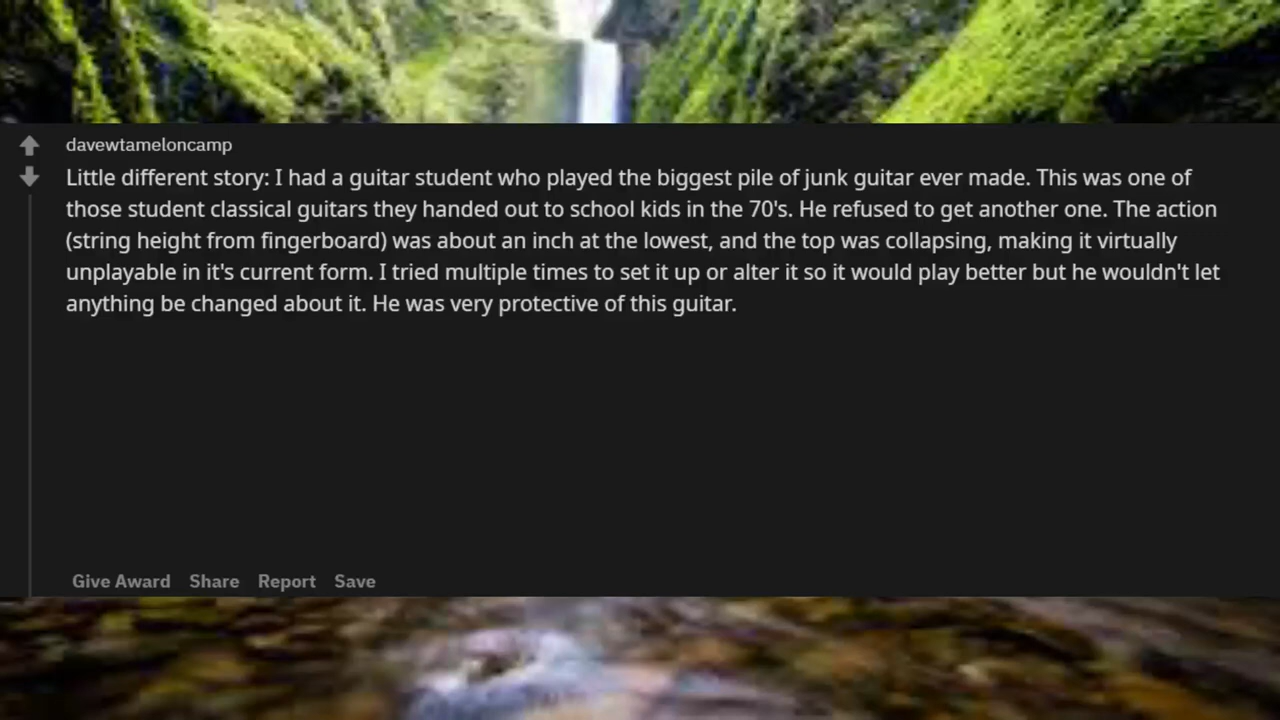 davewtameloncamp
Little different story: I had a guitar student who played the biggest pile of junk guitar ever made. This was one of
those student classical guitars they handed out to school kids in the 70's. He refused to get another one. The action
(string height from fingerboard) was about an inch at the lowest, and the top was collapsing, making it virtually
unplayable in it's current form. I tried multiple times to set it up or alter it so it would play better but he wouldn't let
anything be changed about it. He was very protective of this guitar.
Give Award Share Report Save